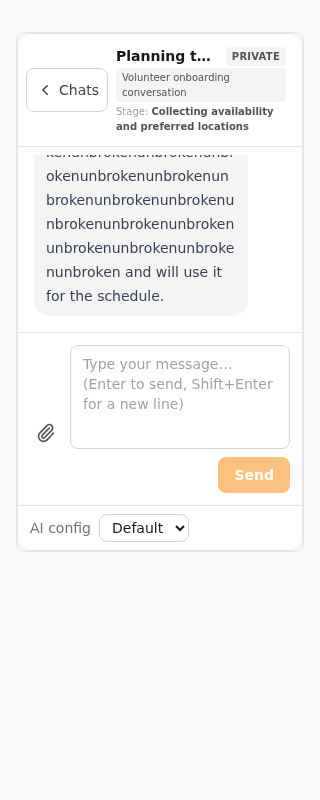 Planning t...
PRIVATE
Chats
Volunteer onboarding
conversation
Stage: Collecting availability
and preferred locations
kenunbrokenunbrokenunbr
okenunbrokenunbrokenun
brokenunbrokenunbrokenu
nbrokenunbrokenunbroken
unbrokenunbrokenunbroke
nunbroken and will use it
for the schedule.
Type your message...
(Enter to send, Shift+Enter
for a new line)
Send
AI config
Default